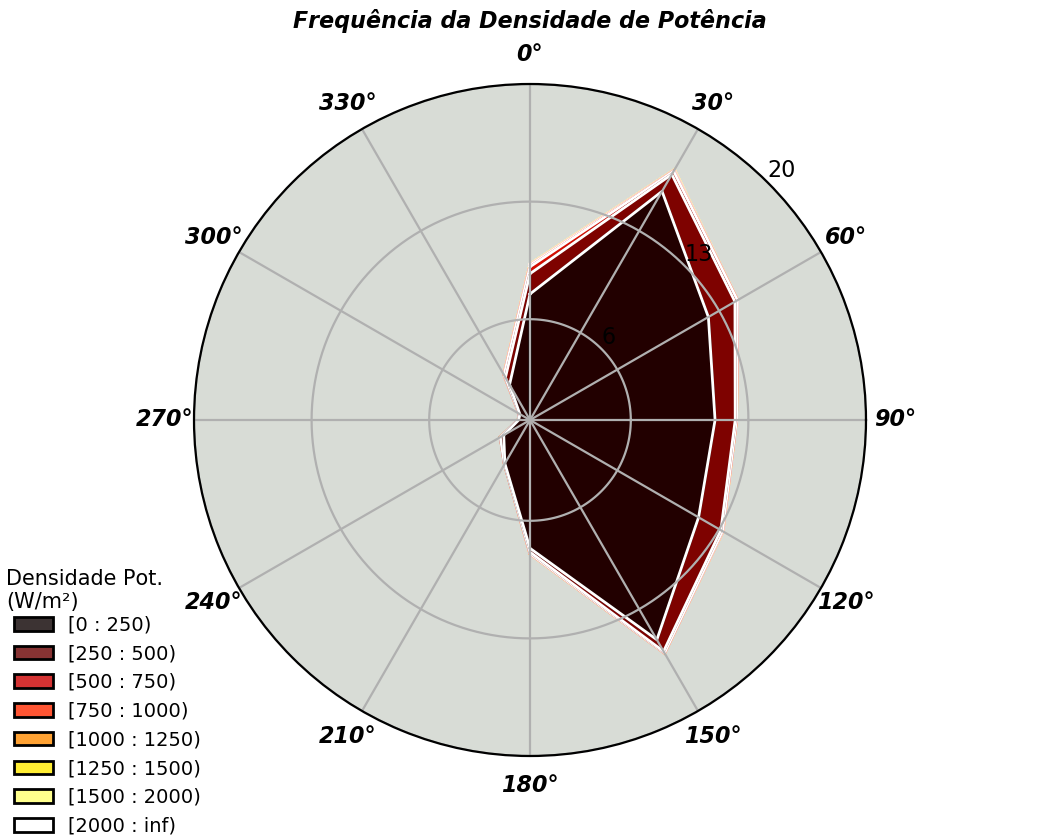 Frequência da Densidade de Potência
0°
330°
30°
20
300°
60°
13
6
270°
90°
240°
120°
210°
150°
180°
Densidade Pot.
(W/m²)
[0 : 250)
[250 : 500)
[500 : 750)
[750 : 1000)
[1000 : 1250)
[1250 : 1500)
[1500 : 2000)
[2000 : inf)